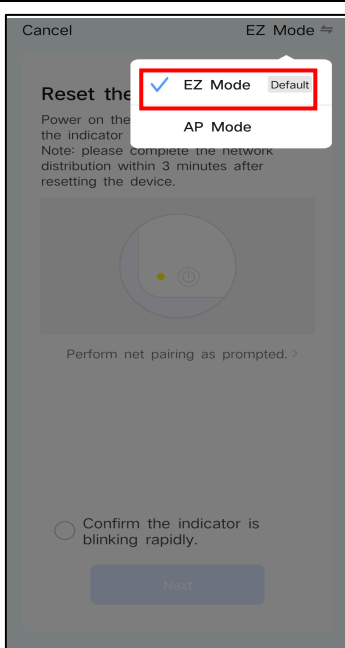 Cancel
EZ Mode
EZ Mode Default
AP Mode
Reset the
Power on the
the indicator
Note: please complete the network
distribution within 3 minutes after
resetting the device.
Perform net pairing as prompted. >
Confirm the indicator is
blinking rapidly.
Next